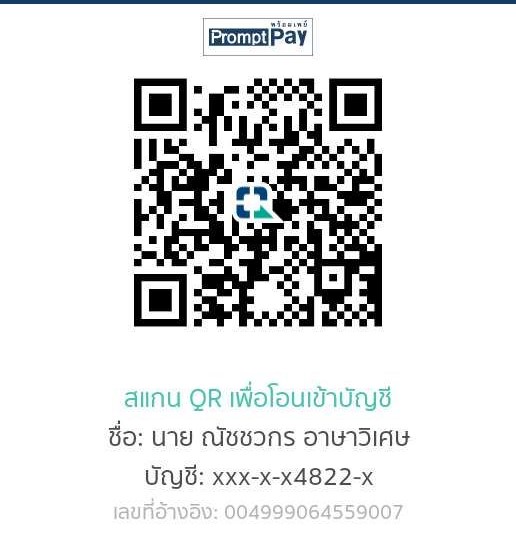 พร้อมเพย์
PromptPay
สแกน QR เพื่อโอนเข้าบัญชี
ชื่อ: นาย ณัชชวกร อาษาวิเศษ
บัญชี: xxx-x-x4822-x
เลขที่อ้างอิง: 004999064559007